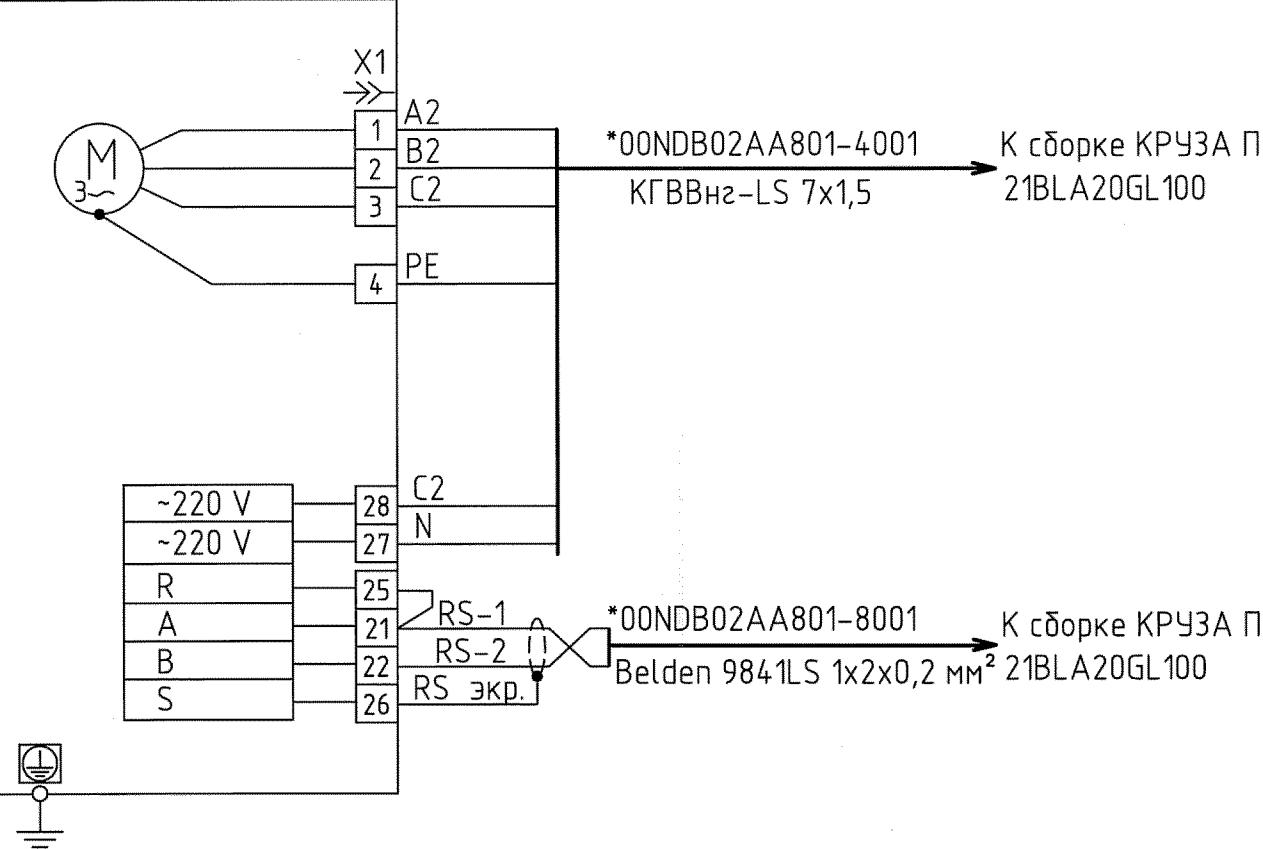 X1
1 A2
2 B2
3 C2
4 PE
M
3~
*00NDB02AA801-4001
КГВВнг-LS 7x1,5
К сборке КРУЗА П
21BLA20GL100
~220 V 28 C2
~220 V 27 N
R 25
A 21 RS-1
B 22 RS-2
S 26 RS экр.
*00NDB02AA801-8001
Belden 9841LS 1x2x0,2 мм²
К сборке КРУЗА П
21BLA20GL100